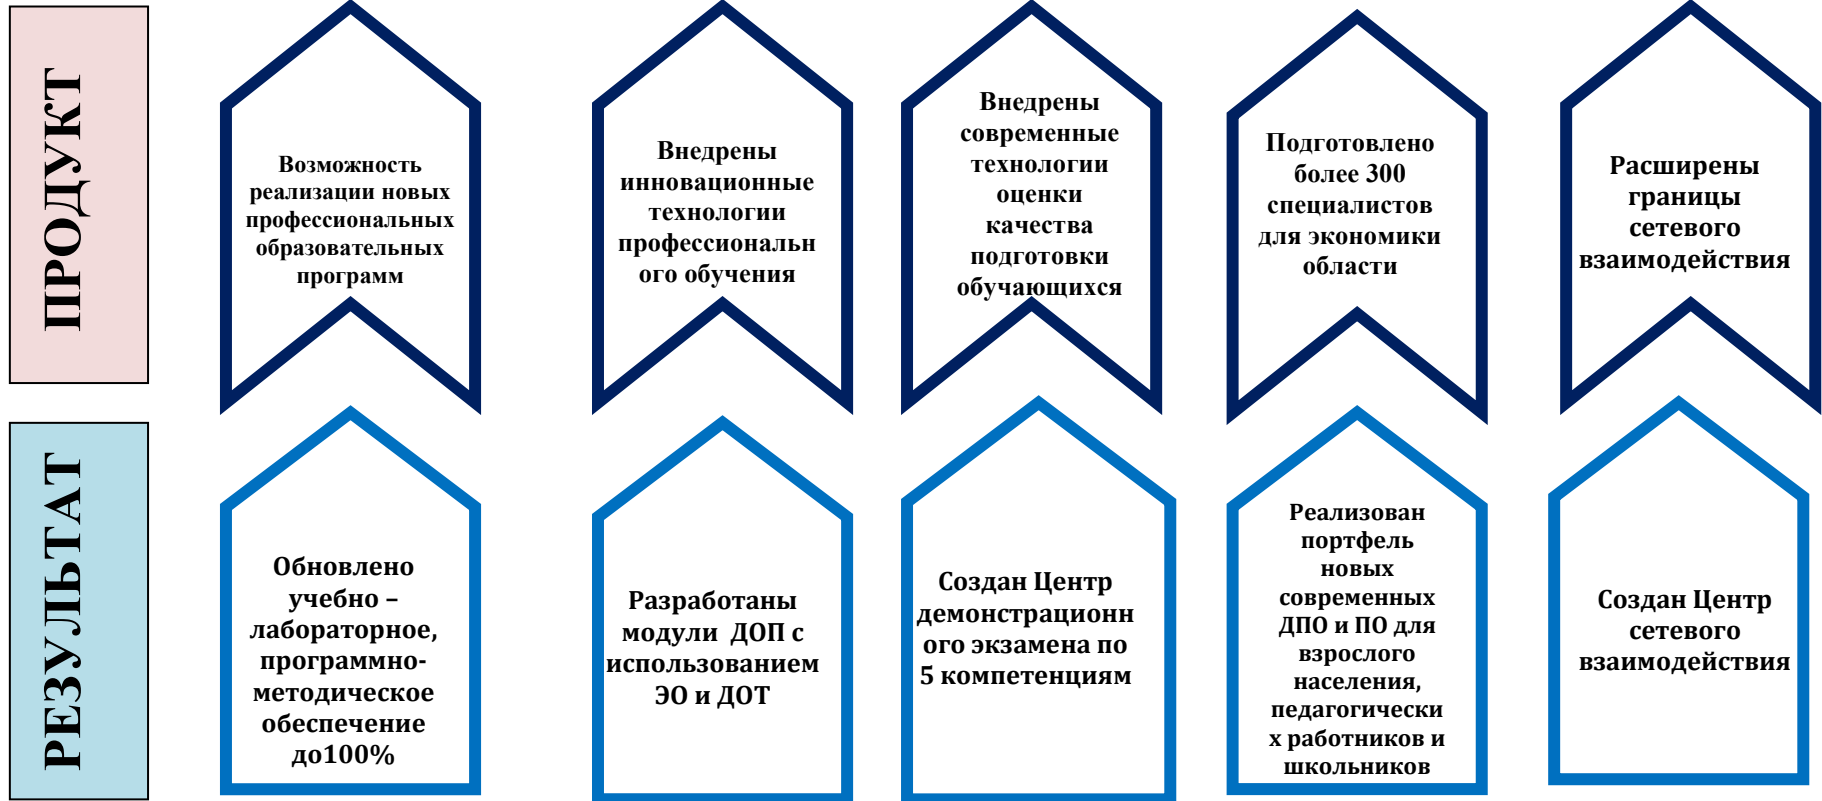 ПРОДУКТ
Возможность
реализации новых
профессиональных
образовательных
программ
Внедрены
инновационные
технологии
профессиональн
ого обучения
Внедрены
современные
технологии
оценки
качества
подготовки
обучающихся
Подготовлено
более 300
специалистов
для экономики
области
Расширены
границы
сетевого
взаимодействия
РЕЗУЛЬТАТ
Обновлено
учебно –
лабораторное,
программно-
методическое
обеспечение
до100%
Разработаны
модули ДОП с
использованием
ЭО и ДОТ
Создан Центр
демонстрационн
ого экзамена по
5 компетенциям
Реализован
портфель
новых
современных
ДПО и ПО для
взрослого
населения,
педагогически
х работников и
школьников
Создан Центр
сетевого
взаимодействия